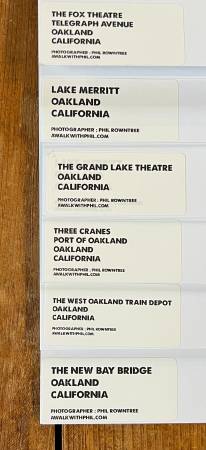 THE FOX THEATRE
TELEGRAPH AVENUE
OAKLAND
CALIFORNIA
PHOTOGRAPHER : PHIL ROWNTREE
AWALKWITHPHIL.COM
LAKE MERRITT
OAKLAND
CALIFORNIA
PHOTOGRAPHER : PHIL ROWNTREE
AWALKWITHPHIL.COM
THE GRAND LAKE THEATRE
OAKLAND
CALIFORNIA
PHOTOGRAPHER : PHIL ROWNTREE
AWALKWITHPHIL.COM
THREE CRANES
PORT OF OAKLAND
OAKLAND
CALIFORNIA
PHOTOGRAPHER : PHIL ROWNTREE
AWALKWITHPHIL.COM
THE WEST OAKLAND TRAIN DEPOT
OAKLAND
CALIFORNIA
PHOTOGRAPHER : PHIL ROWNTREE
AWALKWITHPHIL.COM
THE NEW BAY BRIDGE
OAKLAND
CALIFORNIA
PHOTOGRAPHER : PHIL ROWNTREE
AWALKWITHPHIL.COM